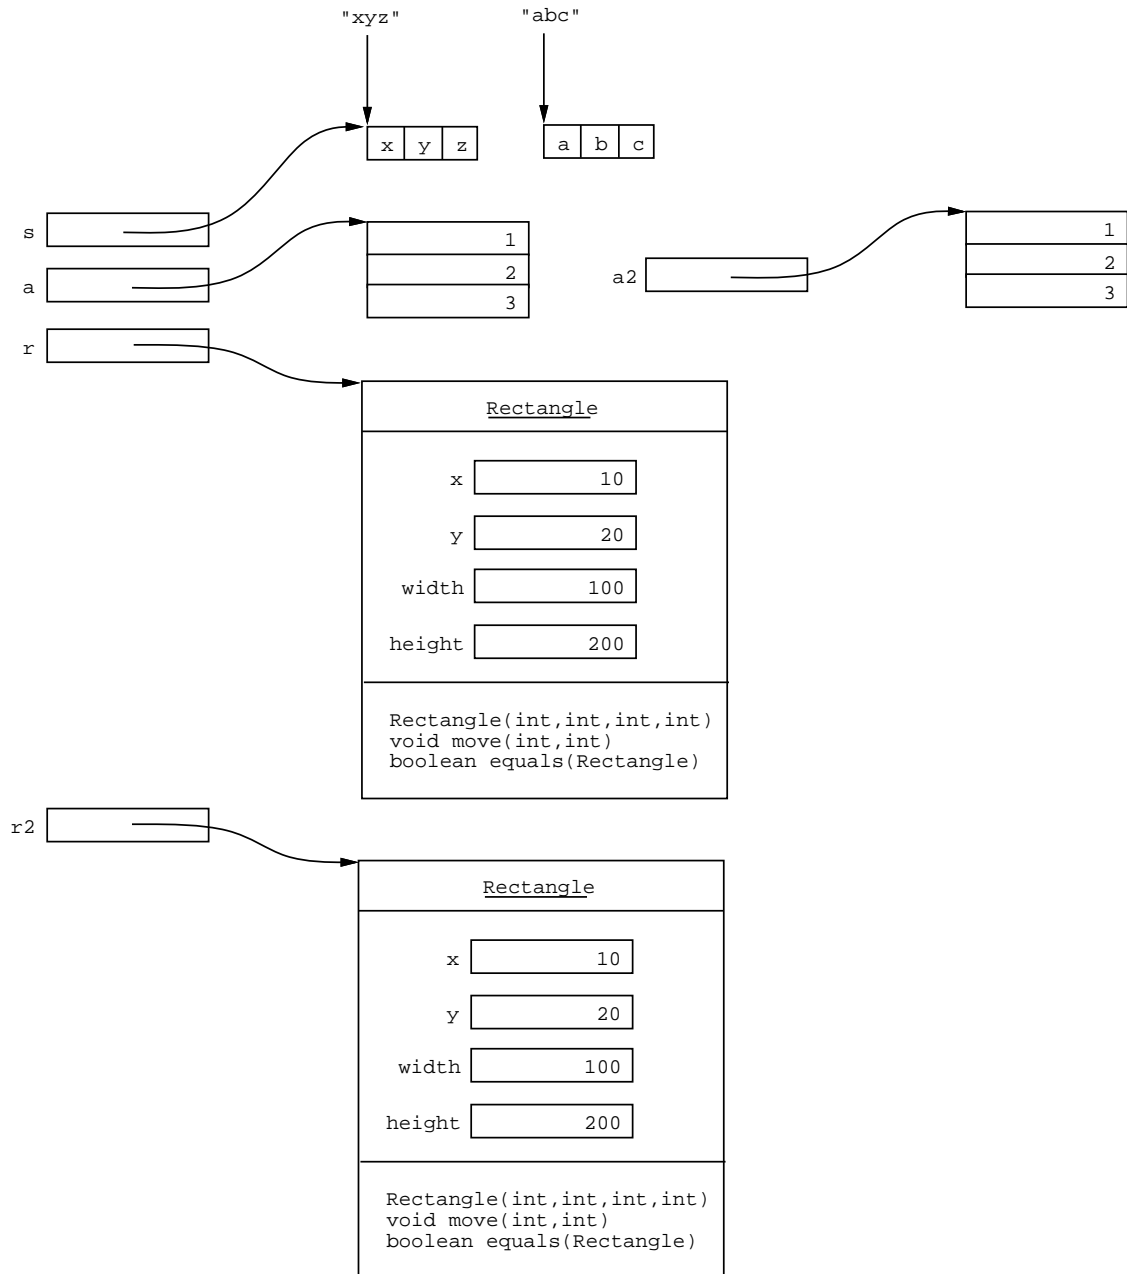 "xyz" "abc"
x y z a b c
s
1 1
a 2 a2 2
3 3
r
Rectangle
x 10
y 20
width 100
height 200
Rectangle(int,int,int,int)
void move(int,int)
boolean equals(Rectangle)
r2
Rectangle
x 10
y 20
width 100
height 200
Rectangle(int,int,int,int)
void move(int,int)
boolean equals(Rectangle)